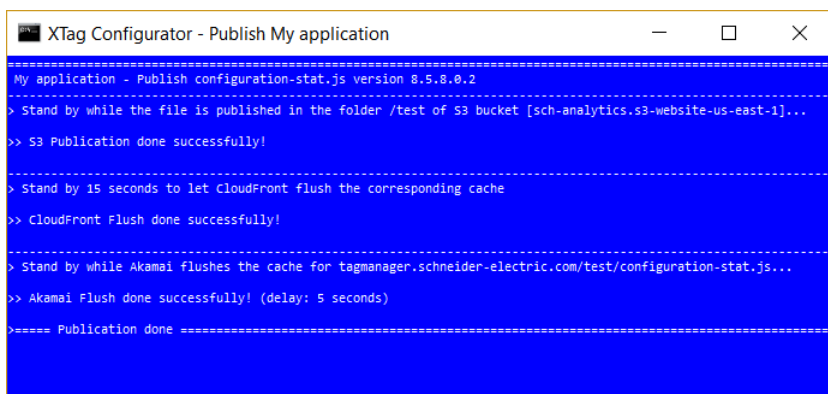 XTag Configurator - Publish My application
================================================================================
My application - Publish configuration-stat.js version 8.5.8.0.2
--------------------------------------------------------------------------------
> Stand by while the file is published in the folder /test of S3 bucket [sch-analytics.s3-website-us-east-1]...
>> S3 Publication done successfully!
--------------------------------------------------------------------------------
> Stand by 15 seconds to let CloudFront flush the corresponding cache
>> CloudFront Flush done successfully!
--------------------------------------------------------------------------------
> Stand by while Akamai flushes the cache for tagmanager.schneider-electric.com/test/configuration-stat.js...
>> Akamai Flush done successfully! (delay: 5 seconds)
>===== Publication done ================================================================================